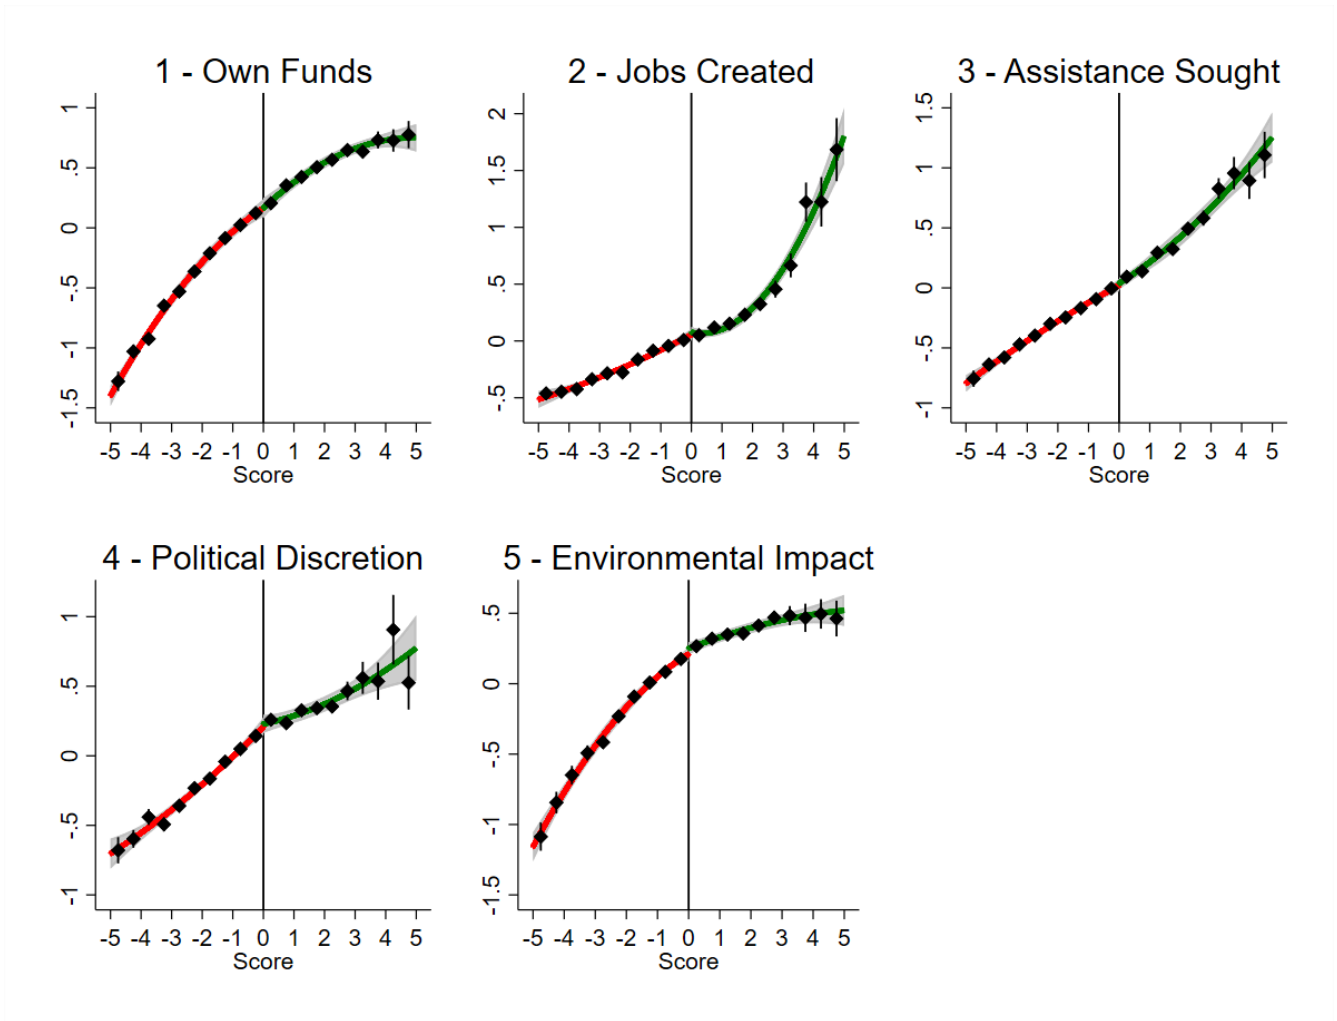 1 - Own Funds
1
.5
0
-.5
-1
-1.5
-5 -4 -3 -2 -1 0 1 2 3 4 5
Score
2 - Jobs Created
2
1.5
1
.5
0
-.5
-5 -4 -3 -2 -1 0 1 2 3 4 5
Score
3 - Assistance Sought
1.5
1
.5
0
-.5
-1
-5 -4 -3 -2 -1 0 1 2 3 4 5
Score
4 - Political Discretion
1
.5
0
-.5
-1
-5 -4 -3 -2 -1 0 1 2 3 4 5
Score
5 - Environmental Impact
.5
0
-.5
-1
-1.5
-5 -4 -3 -2 -1 0 1 2 3 4 5
Score